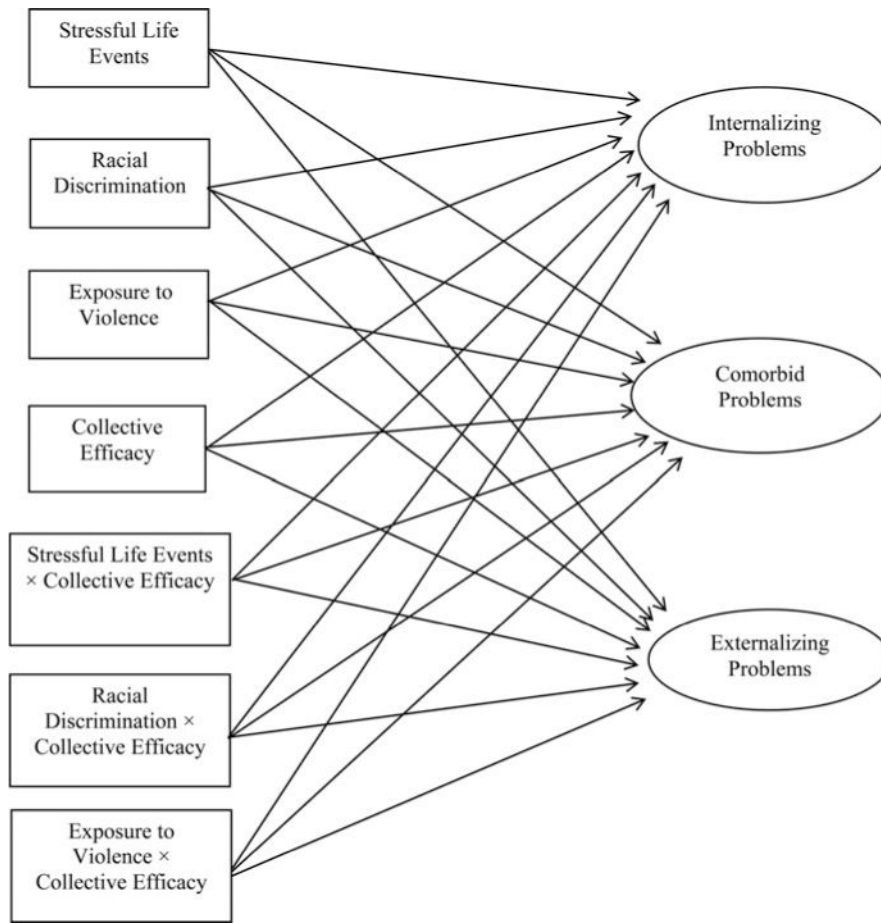 Stressful Life
Events
Racial
Discrimination
Exposure to
Violence
Collective
Efficacy
Stressful Life Events
× Collective Efficacy
Racial
Discrimination ×
Collective Efficacy
Exposure to
Violence ×
Collective Efficacy
Internalizing
Problems
Comorbid
Problems
Externalizing
Problems